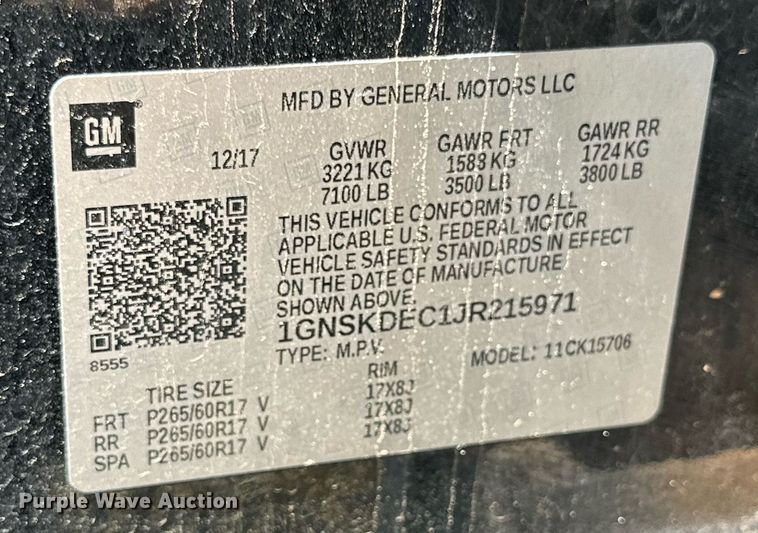 MFD BY GENERAL MOTORS LLC
GM
12/17 GVWR GAWR FRT GAWR RR
3221 KG 1588 KG 1724 KG
7100 LB 3500 LB 3800 LB
THIS VEHICLE CONFORMS TO ALL
APPLICABLE U.S. FEDERAL MOTOR
VEHICLE SAFETY STANDARDS IN EFFECT
ON THE DATE OF MANUFACTURE
SHOWN ABOVE.
1GNSKDEC1JR215971
8555
TYPE: M.P.V. MODEL: 11CK15706
TIRE SIZE RIM
FRT P265/60R17 V 17X8J
RR P265/60R17 V 17X8J
SPA P265/60R17 V 17X8J
Purple Wave Auction